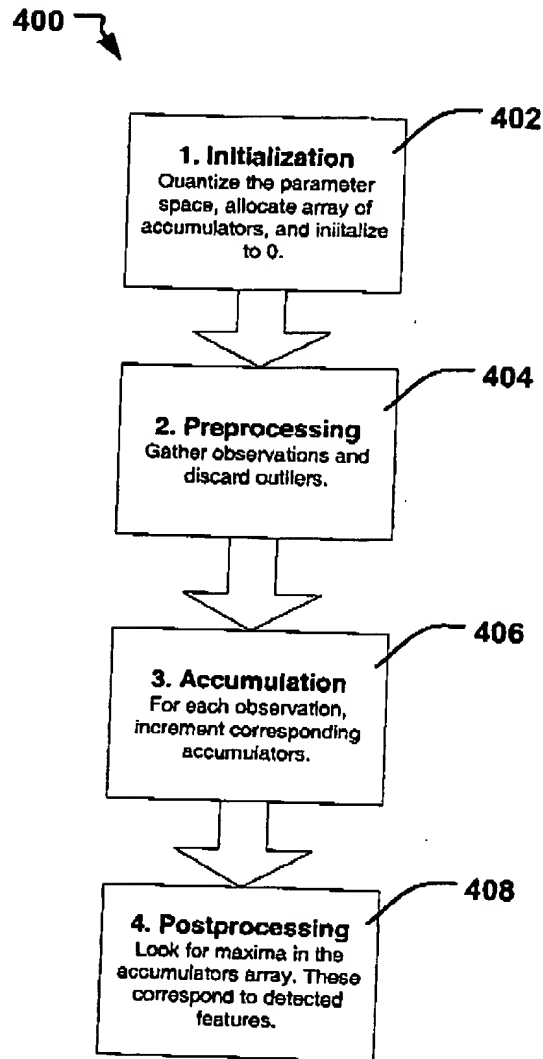 400
402
1. Initialization
Quantize the parameter
space, allocate array of
accumulators, and iniitalize
to 0.
404
2. Preprocessing
Gather observations and
discard outliers.
406
3. Accumulation
For each observation,
increment corresponding
accumulators.
408
4. Postprocessing
Look for maxima in the
accumulators array. These
correspond to detected
features.